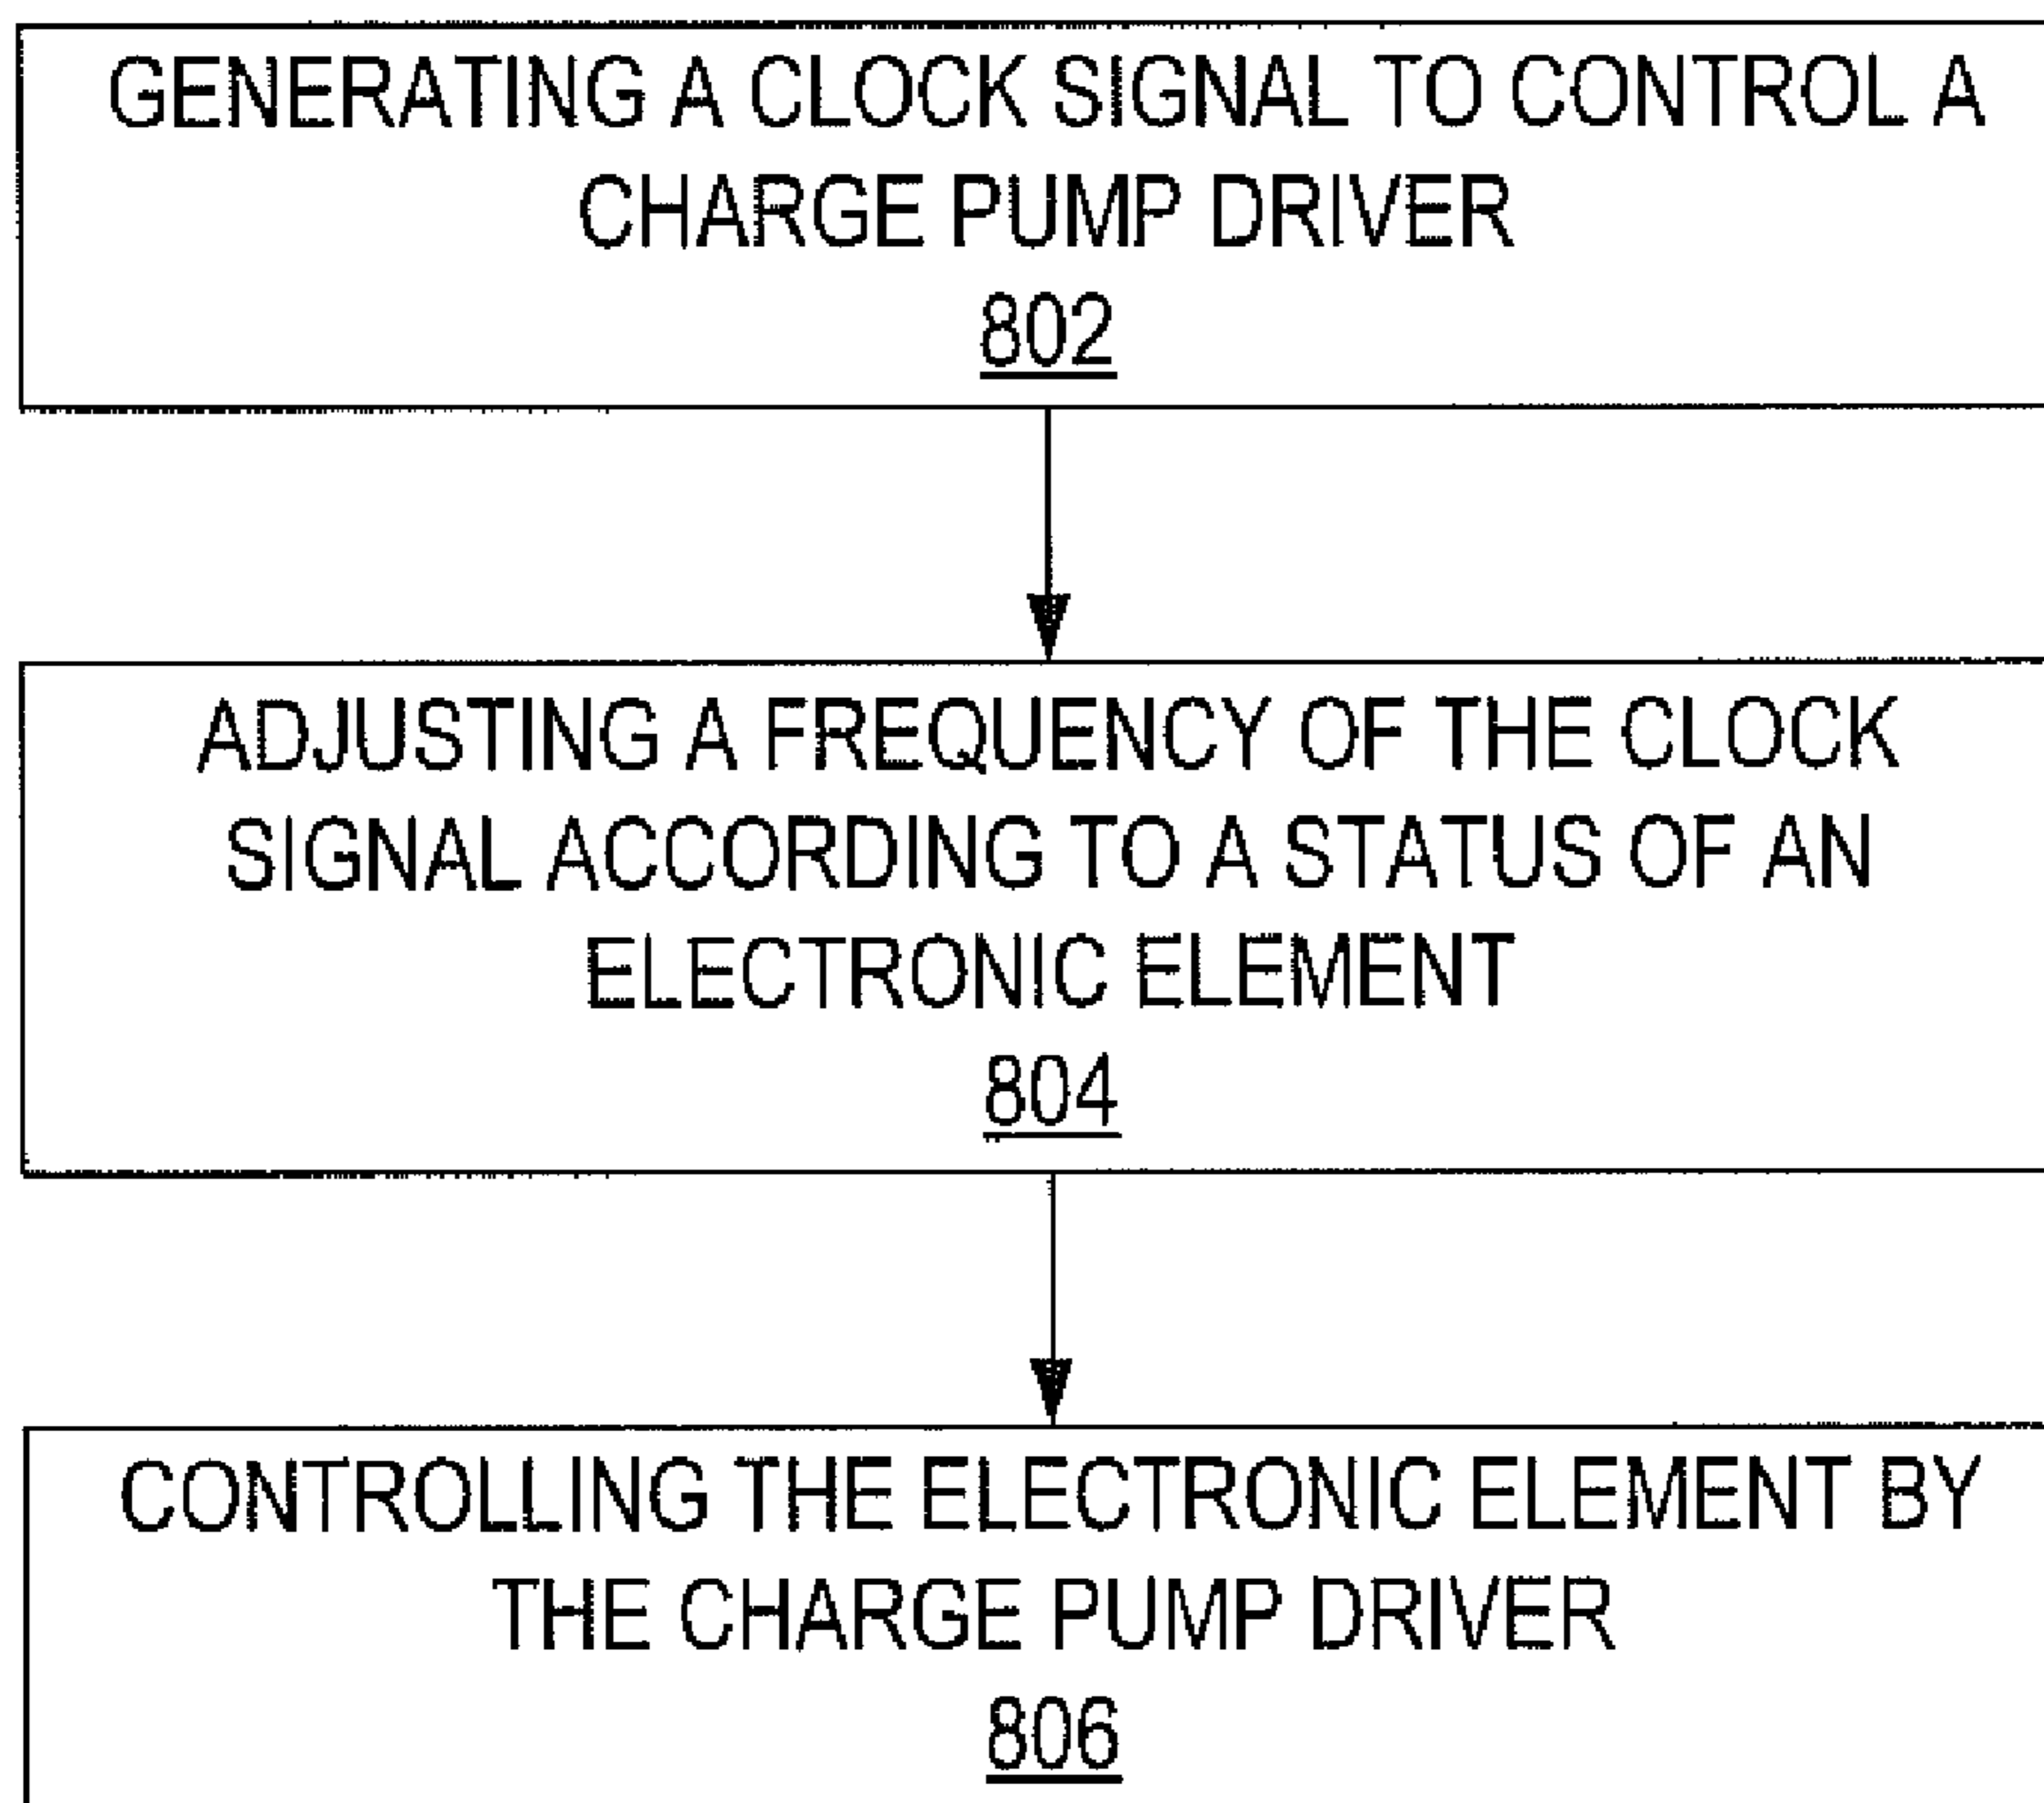 GENERATING A CLOCK SIGNAL TO CONTROL A
CHARGE PUMP DRIVER
802
ADJUSTING A FREQUENCY OF THE CLOCK
SIGNAL ACCORDING TO A STATUS OF AN
ELECTRONIC ELEMENT
804
CONTROLLING THE ELECTRONIC ELEMENT BY
THE CHARGE PUMP DRIVER
806